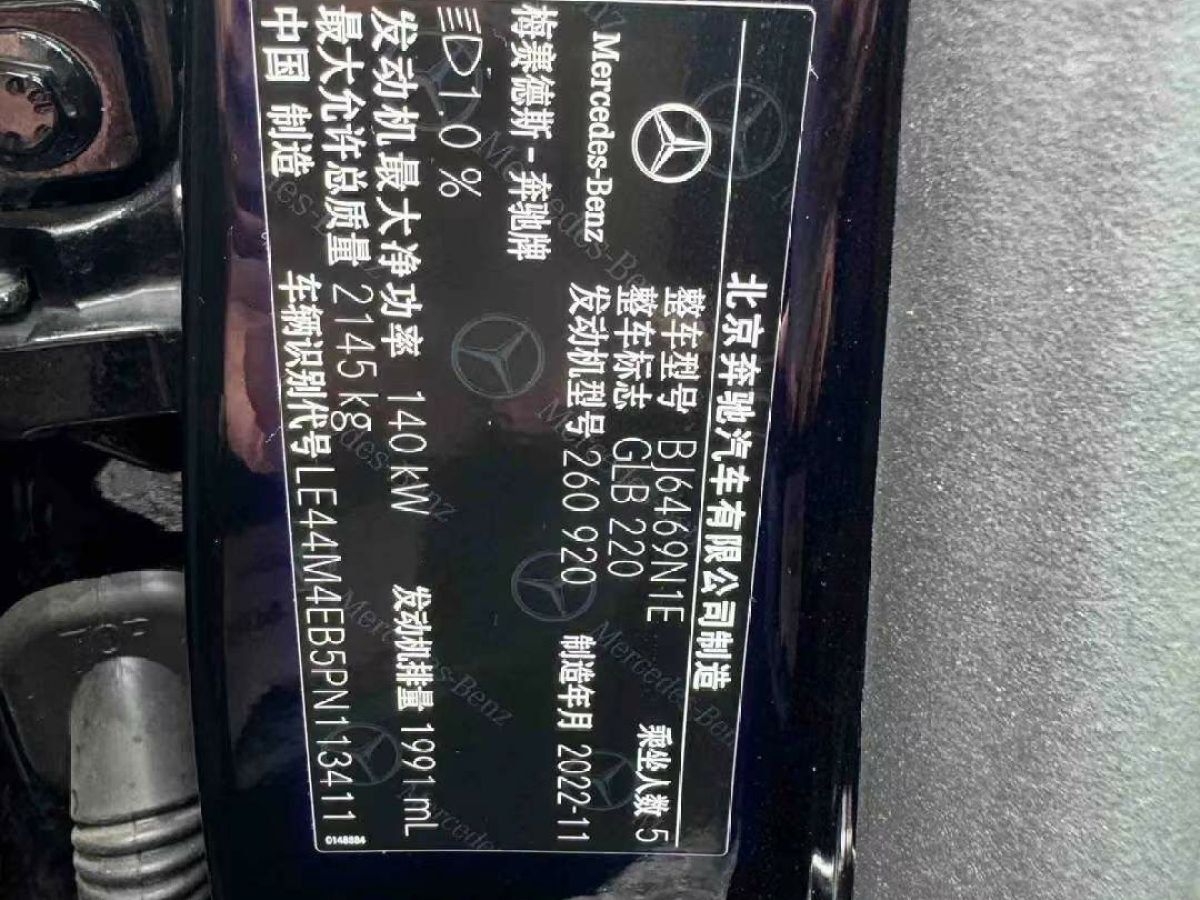 北京奔驰汽车有限公司制造
Mercedes-Benz
整车型号 BJ6469N1E
乘坐人数 5
整车标志 GLB 220
发动机型号 260 920
制造年月 2022-11
梅赛德斯-奔驰牌
1.0 %
发动机最大净功率 140 kW
发动机排量 1991 mL
最大允许总质量 2145 kg
中国 制造
车辆识别代号 LE44M4EB5PN113411
0148884
TOP